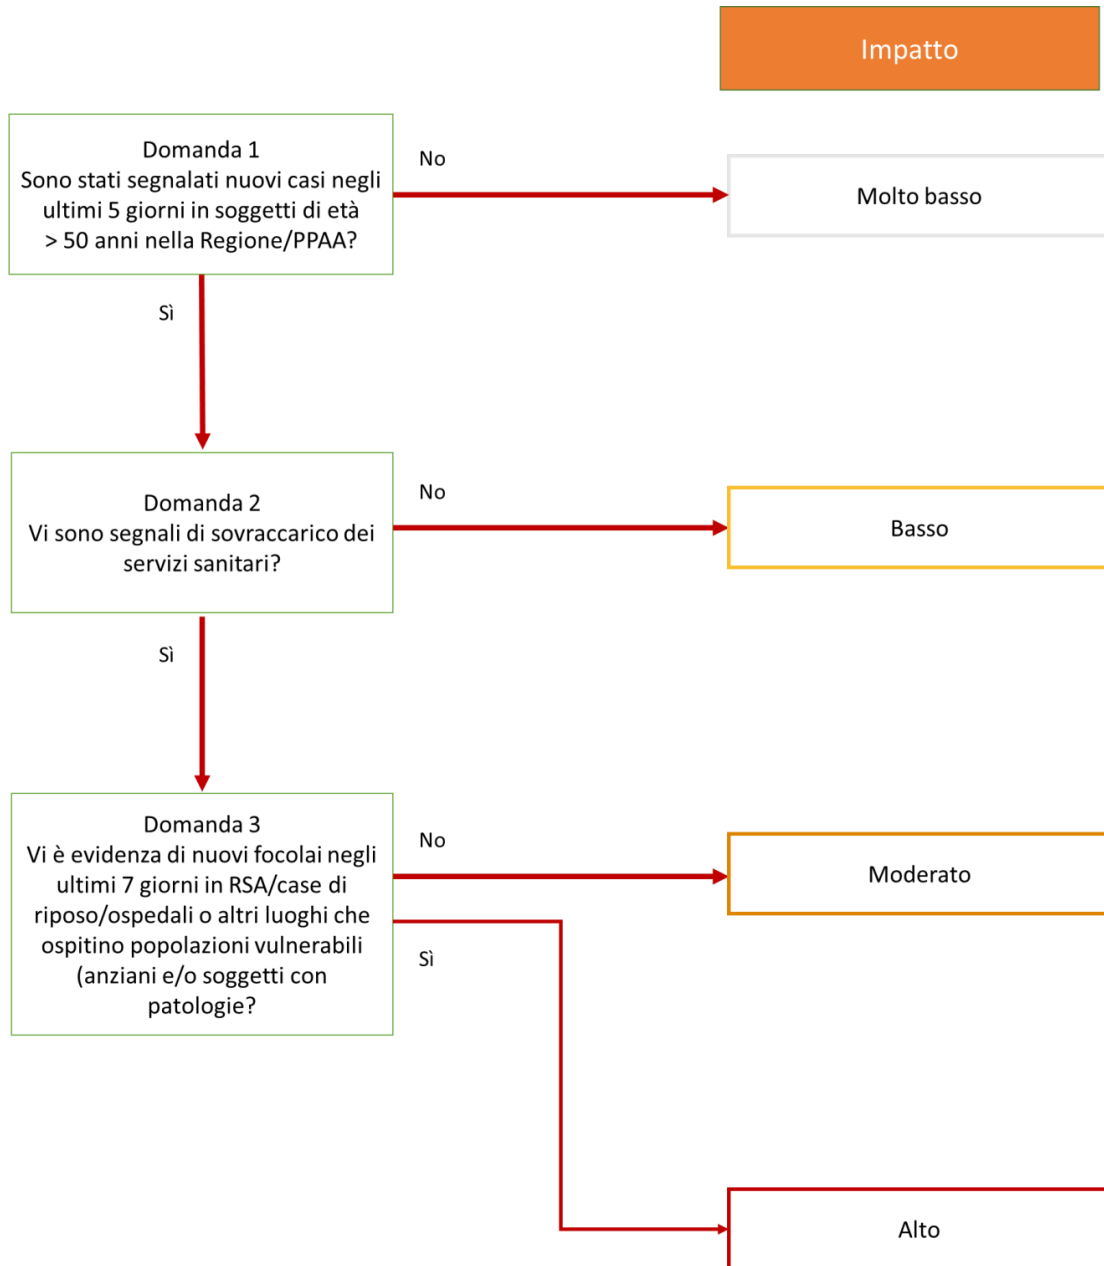 Impatto
Domanda 1
Sono stati segnalati nuovi casi negli
ultimi 5 giorni in soggetti di età
> 50 anni nella Regione/PPAA?
No
Molto basso
Sì
Domanda 2
Vi sono segnali di sovraccarico dei
servizi sanitari?
No
Basso
Sì
Domanda 3
Vi è evidenza di nuovi focolai negli
ultimi 7 giorni in RSA/case di
riposo/ospedali o altri luoghi che
ospitino popolazioni vulnerabili
(anziani e/o soggetti con
patologie?
No
Moderato
Sì
Alto